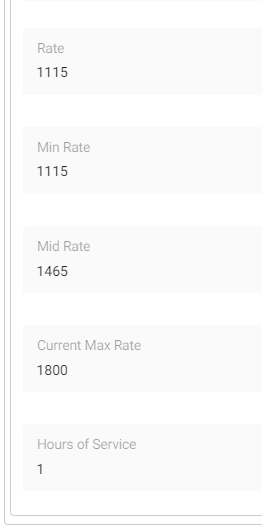 Rate
1115
Min Rate
1115
Mid Rate
1465
Current Max Rate
1800
Hours of Service
1